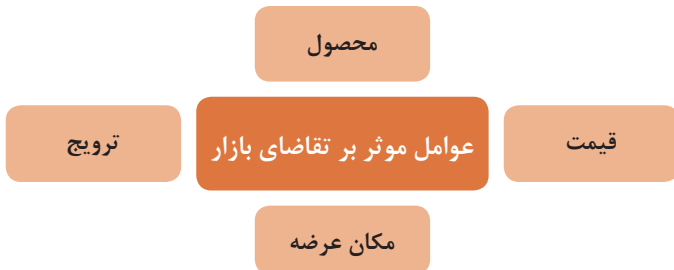 محصول
قیمت
عوامل موثر بر تقاضای بازار
ترویج
مکان عرضه